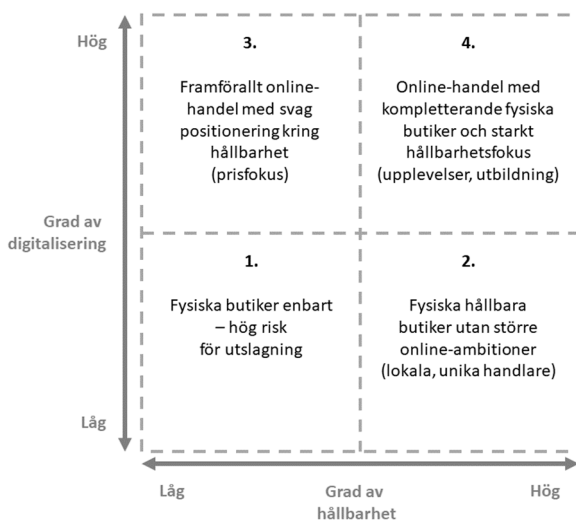 Hög
3.
Framförallt online-
handel med svag
positionering kring
hållbarhet
(prisfokus)
4.
Online-handel med
kompletterande fysiska
butiker och starkt
hållbarhetsfokus
(upplevelser, utbildning)
Grad av
digitalisering
1.
Fysiska butiker enbart
– hög risk
för utslagning
2.
Fysiska hållbara
butiker utan större
online-ambitioner
(lokala, unika handlare)
Låg
Låg
Grad av
hållbarhet
Hög